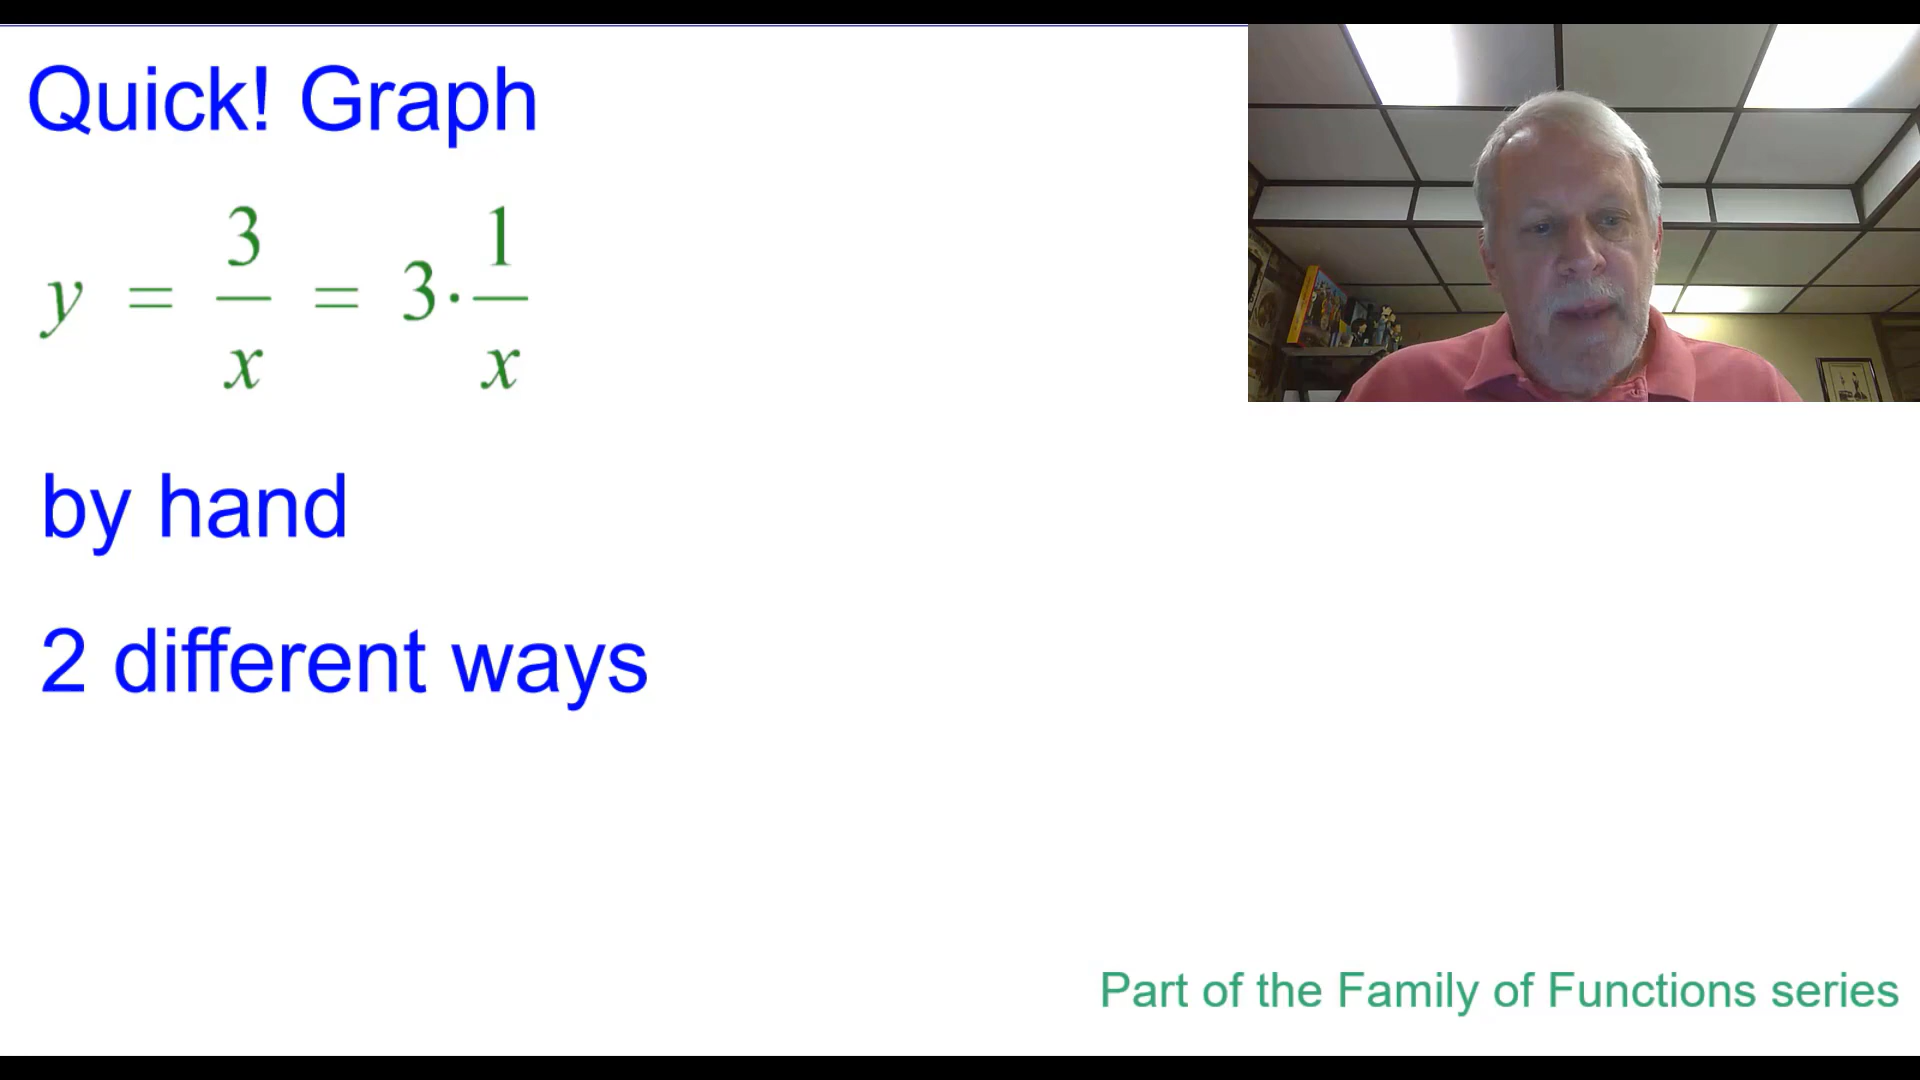 Quick! Graph
y = 3/x = 3·1/x
by hand
2 different ways
Part of the Family of Functions series